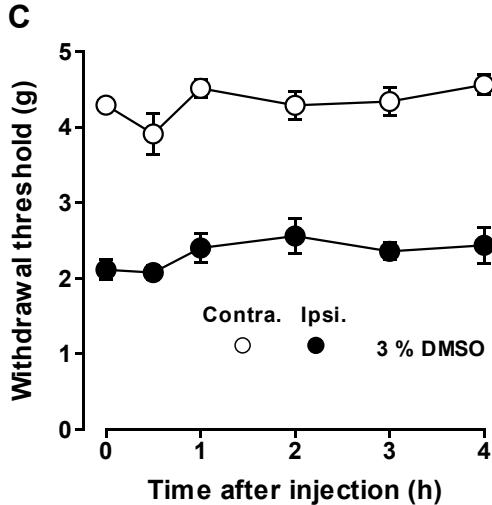 C
Withdrawal threshold (g)
5
4
3
2
1
0
Contra. Ipsi.
3 % DMSO
0 1 2 3 4
Time after injection (h)